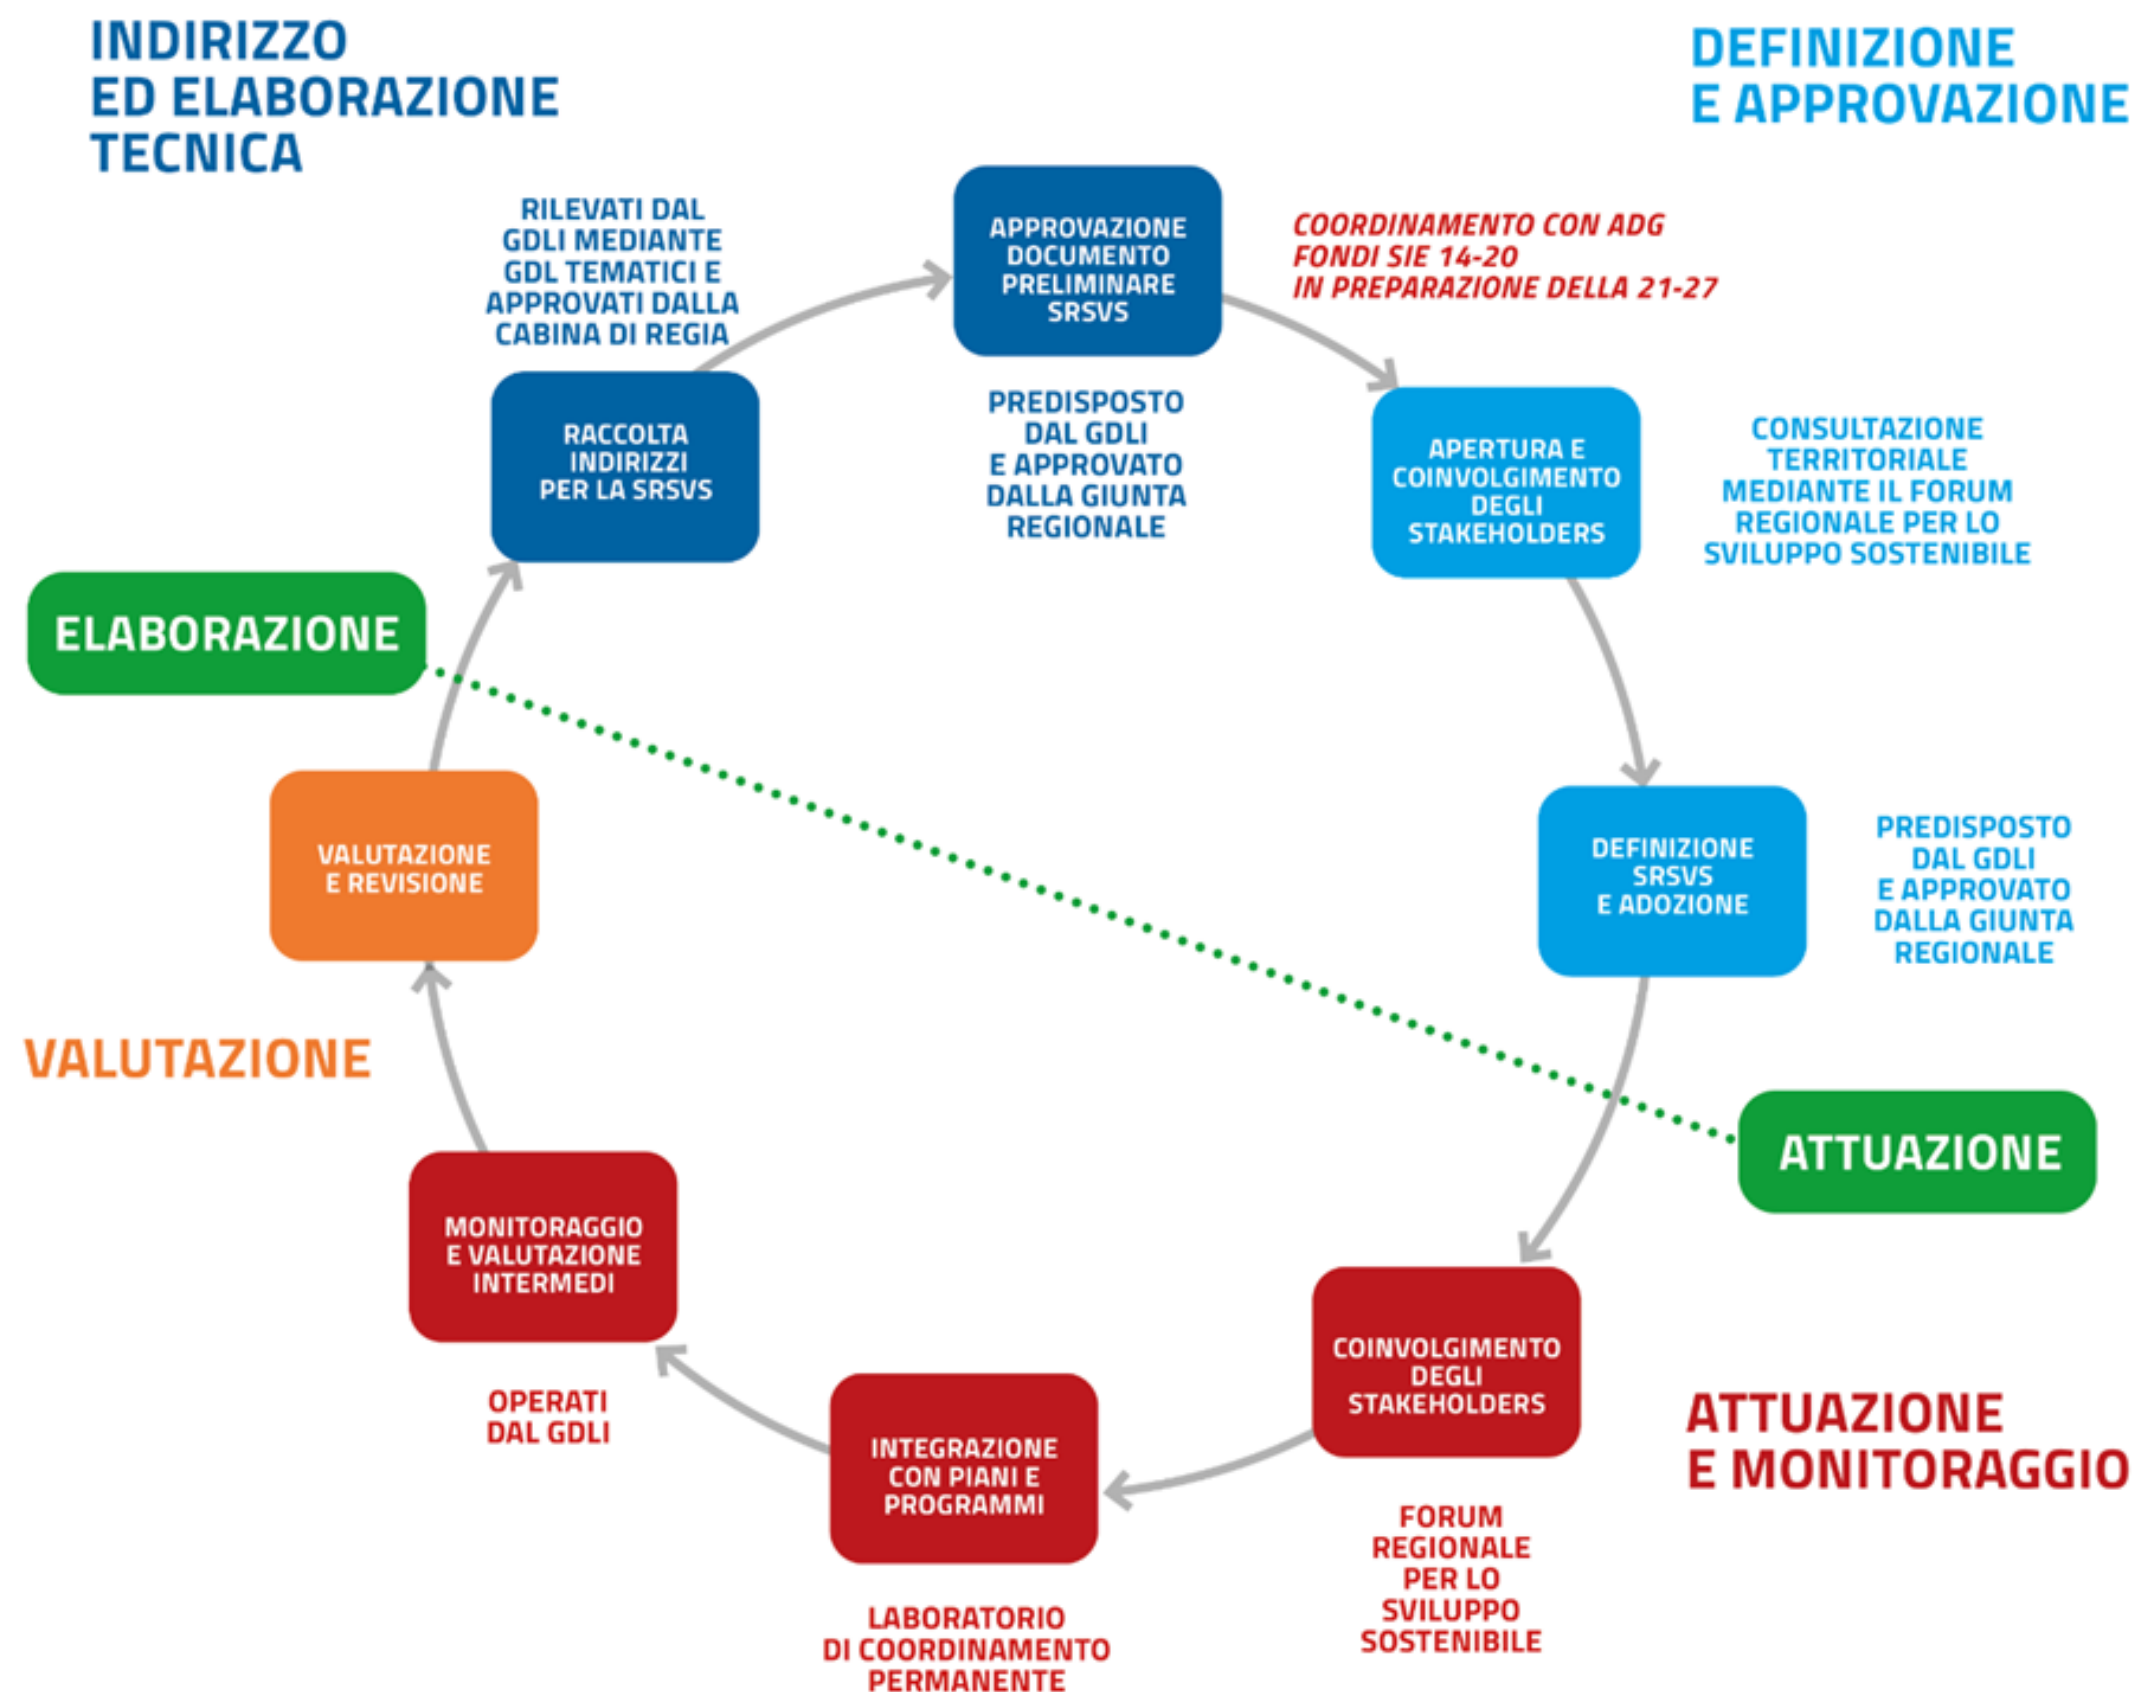 INDIRIZZO
ED ELABORAZIONE
TECNICA
DEFINIZIONE
E APPROVAZIONE
RILEVATI DAL
GDLI MEDIANTE
GDL TEMATICI E
APPROVATI DALLA
CABINA DI REGIA
APPROVAZIONE
DOCUMENTO
PRELIMINARE
SRSVS
COORDINAMENTO CON ADG
FONDI SIE 14-20
IN PREPARAZIONE DELLA 21-27
RACCOLTA
INDIRIZZI
PER LA SRSVS
PREDISPOSTO
DAL GDLI
E APPROVATO
DALLA GIUNTA
REGIONALE
APERTURA E
COINVOLGIMENTO
DEGLI
STAKEHOLDERS
CONSULTAZIONE
TERRITORIALE
MEDIANTE IL FORUM
REGIONALE PER LO
SVILUPPO SOSTENIBILE
ELABORAZIONE
VALUTAZIONE
E REVISIONE
DEFINIZIONE
SRSVS
E ADOZIONE
PREDISPOSTO
DAL GDLI
E APPROVATO
DALLA GIUNTA
REGIONALE
VALUTAZIONE
ATTUAZIONE
MONITORAGGIO
E VALUTAZIONE
INTERMEDI
OPERATI
DAL GDLI
INTEGRAZIONE
CON PIANI E
PROGRAMMI
LABORATORIO
DI COORDINAMENTO
PERMANENTE
COINVOLGIMENTO
DEGLI
STAKEHOLDERS
FORUM
REGIONALE
PER LO
SVILUPPO
SOSTENIBILE
ATTUAZIONE
E MONITORAGGIO